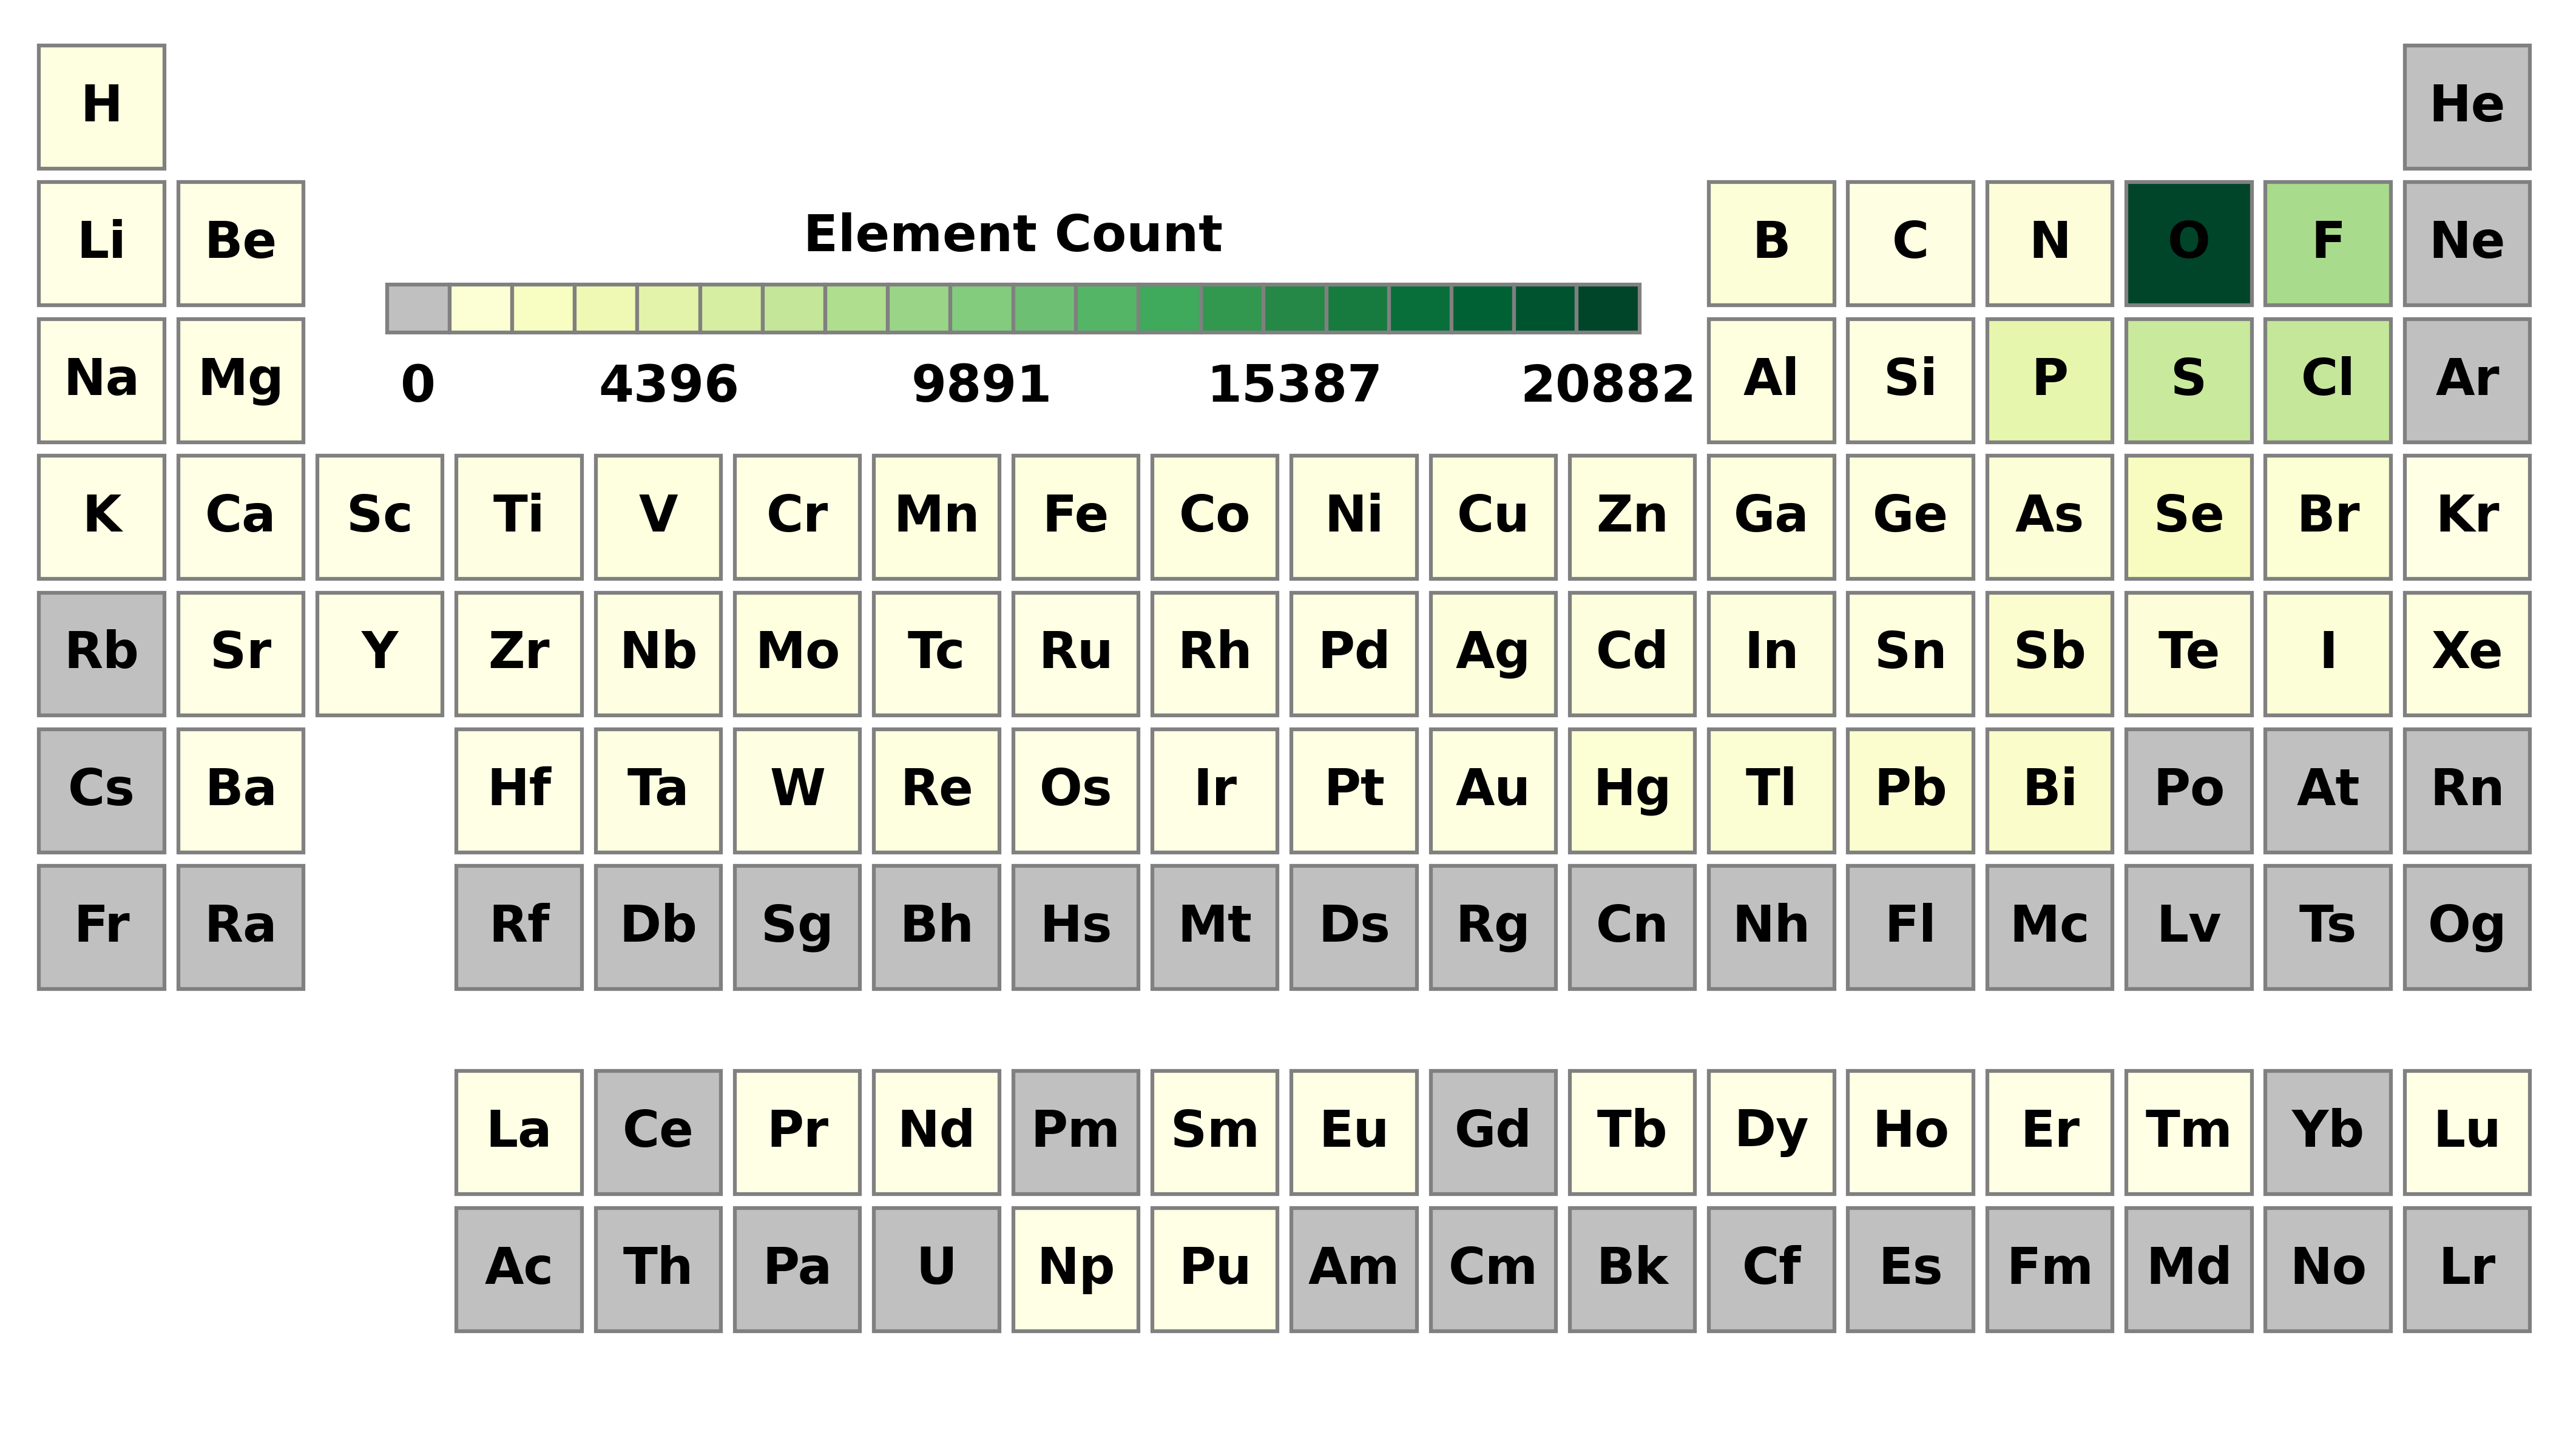 H He
Li Be Element Count B C N O F Ne
Na Mg 0 4396 9891 15387 20882 Al Si P S Cl Ar
K Ca Sc Ti V Cr Mn Fe Co Ni Cu Zn Ga Ge As Se Br Kr
Rb Sr Y Zr Nb Mo Tc Ru Rh Pd Ag Cd In Sn Sb Te I Xe
Cs Ba Hf Ta W Re Os Ir Pt Au Hg Tl Pb Bi Po At Rn
Fr Ra Rf Db Sg Bh Hs Mt Ds Rg Cn Nh Fl Mc Lv Ts Og
La Ce Pr Nd Pm Sm Eu Gd Tb Dy Ho Er Tm Yb Lu
Ac Th Pa U Np Pu Am Cm Bk Cf Es Fm Md No Lr